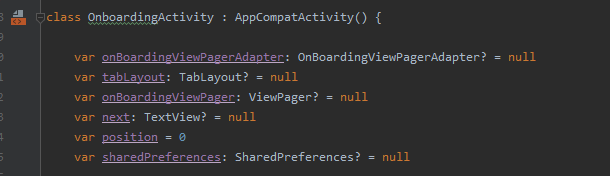 class OnboardingActivity : AppCompatActivity() {
var onBoardingViewPagerAdapter: OnBoardingViewPagerAdapter? = null
var tabLayout: TabLayout? = null
var onBoardingViewPager: ViewPager? = null
var next: TextView? = null
var position = 0
var sharedPreferences: SharedPreferences? = null